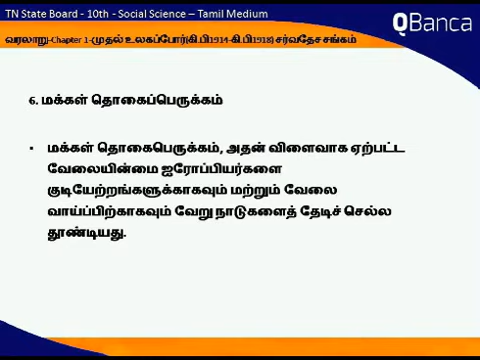 TN State Board - 10th - Social Science – Tamil Medium
QBanca
வரலாறு-Chapter 1-முதல் உலகப்போர்(கி.பி1914-கி.பி1918) சர்வதேச சங்கம்
6. மக்கள் தொகைப்பெருக்கம்
• மக்கள் தொகைபெருக்கம், அதன் விளைவாக ஏற்பட்ட
வேலையின்மை ஐரோப்பியர்களை
குடியேற்றங்களுக்காகவும் மற்றும் வேலை
வாய்ப்பிற்காகவும் வேறு நாடுகளைத் தேடிச் செல்ல
தூண்டியது.